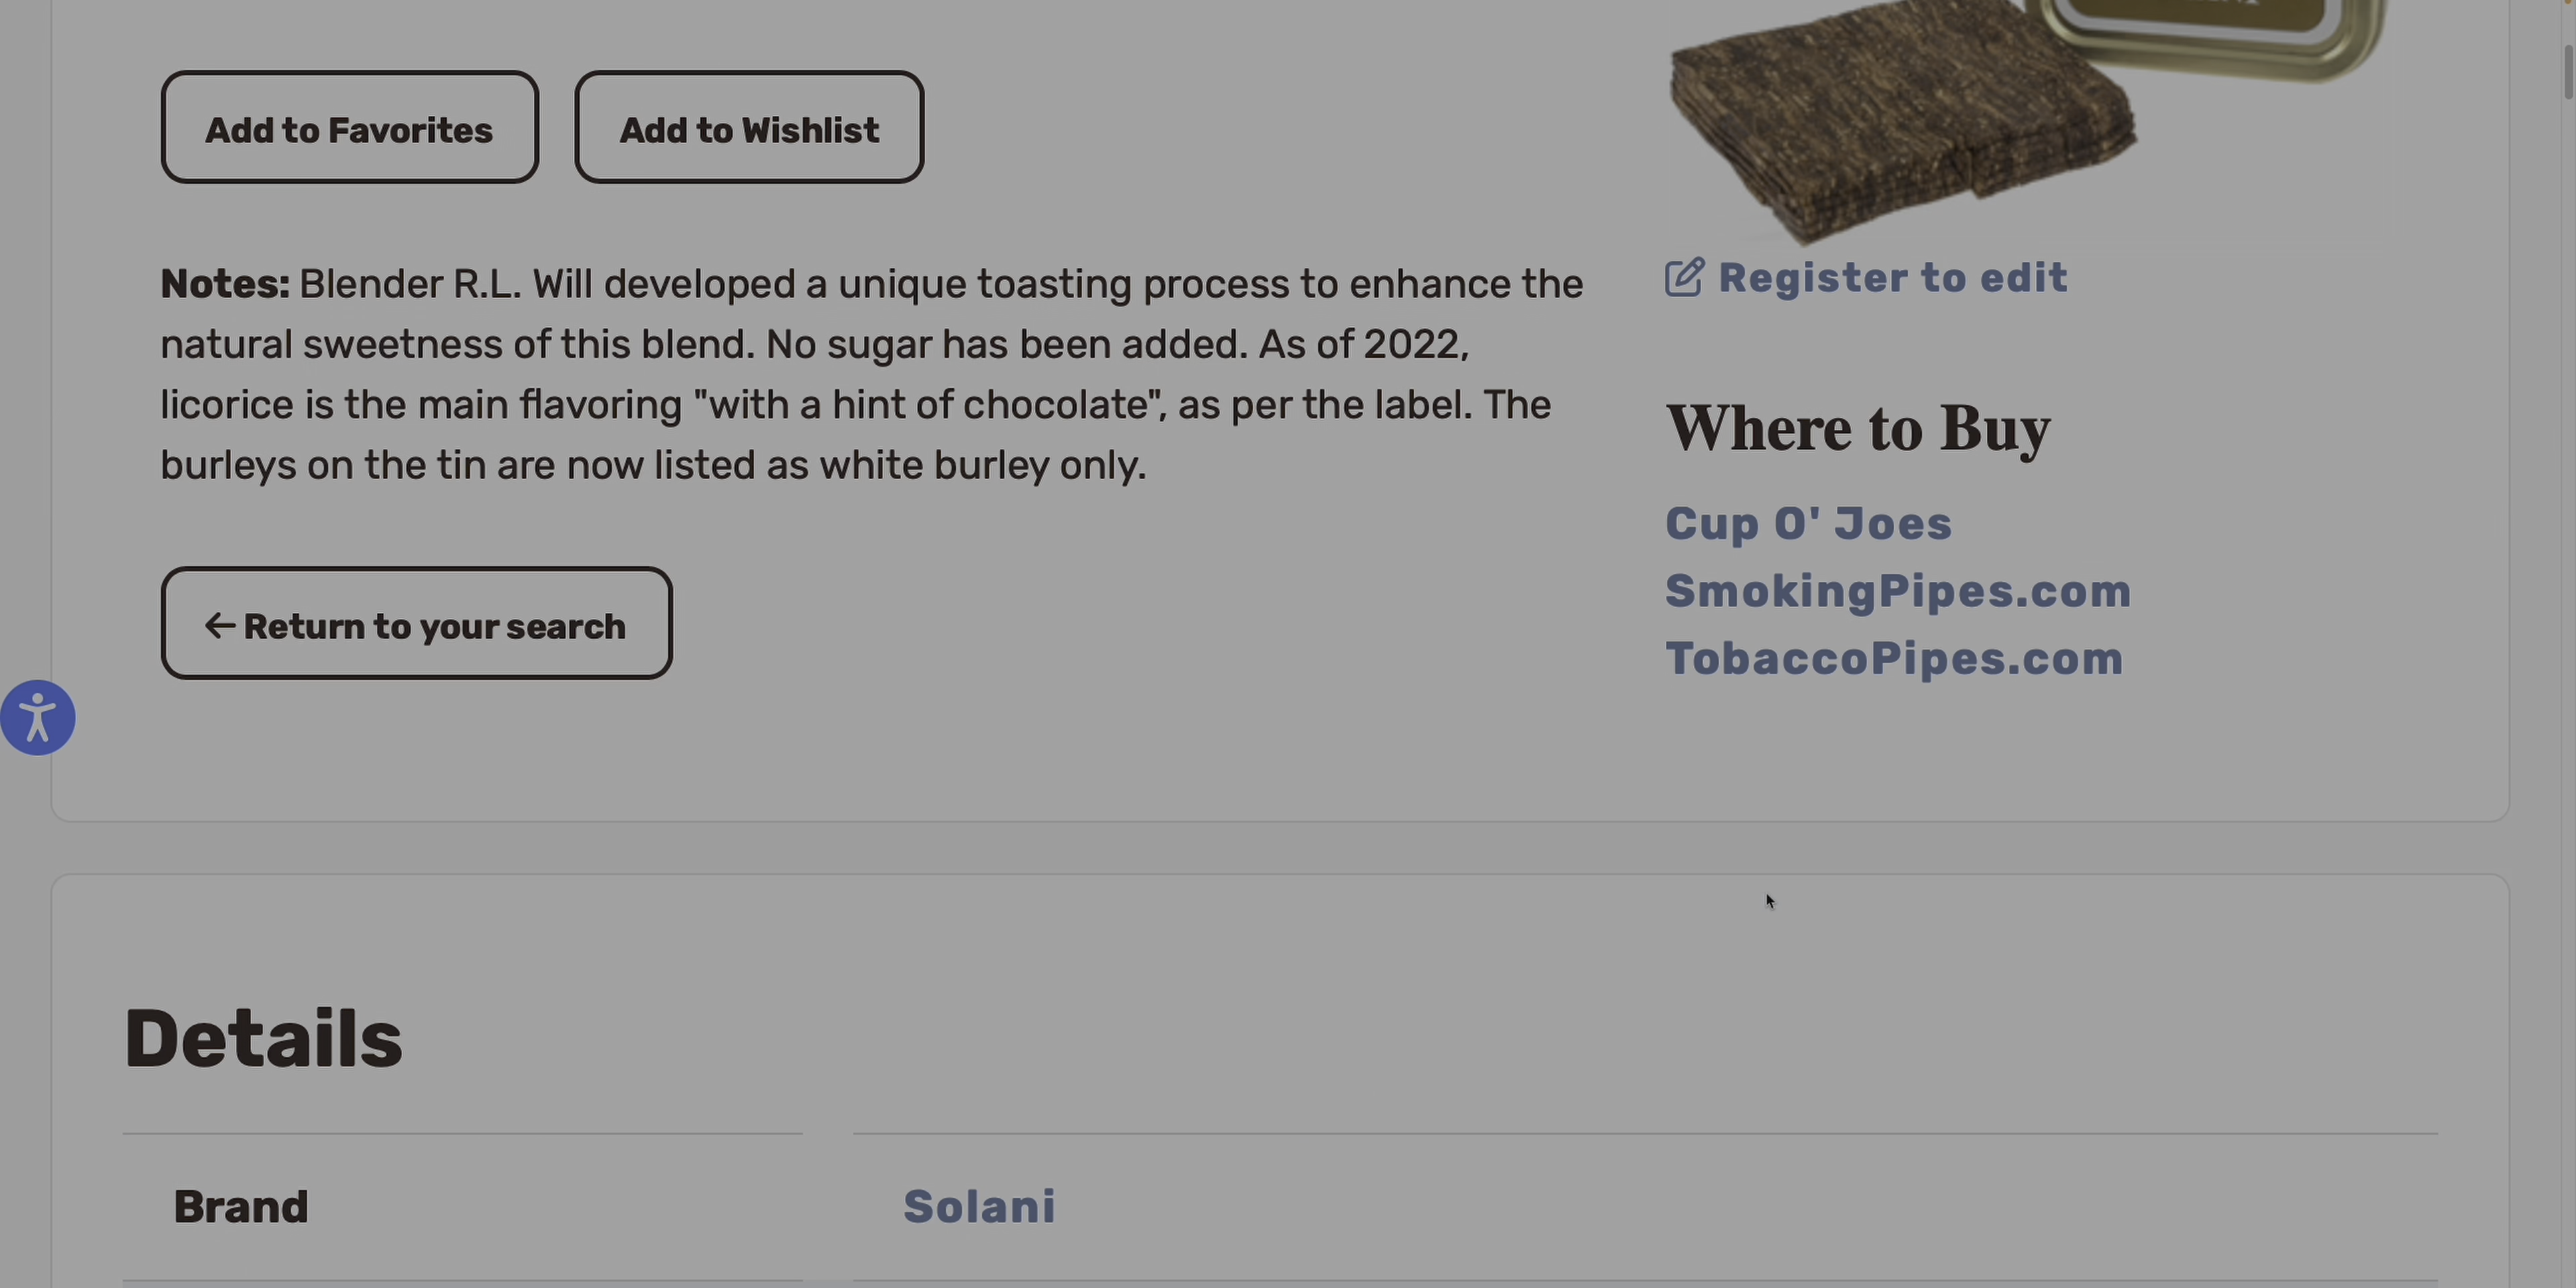 Add to Favorites
Add to Wishlist
Notes: Blender R.L. Will developed a unique toasting process to enhance the
natural sweetness of this blend. No sugar has been added. As of 2022,
licorice is the main flavoring "with a hint of chocolate", as per the label. The
burleys on the tin are now listed as white burley only.
← Return to your search
Register to edit
Where to Buy
Cup O' Joes
SmokingPipes.com
TobaccoPipes.com
Details
Brand
Solani